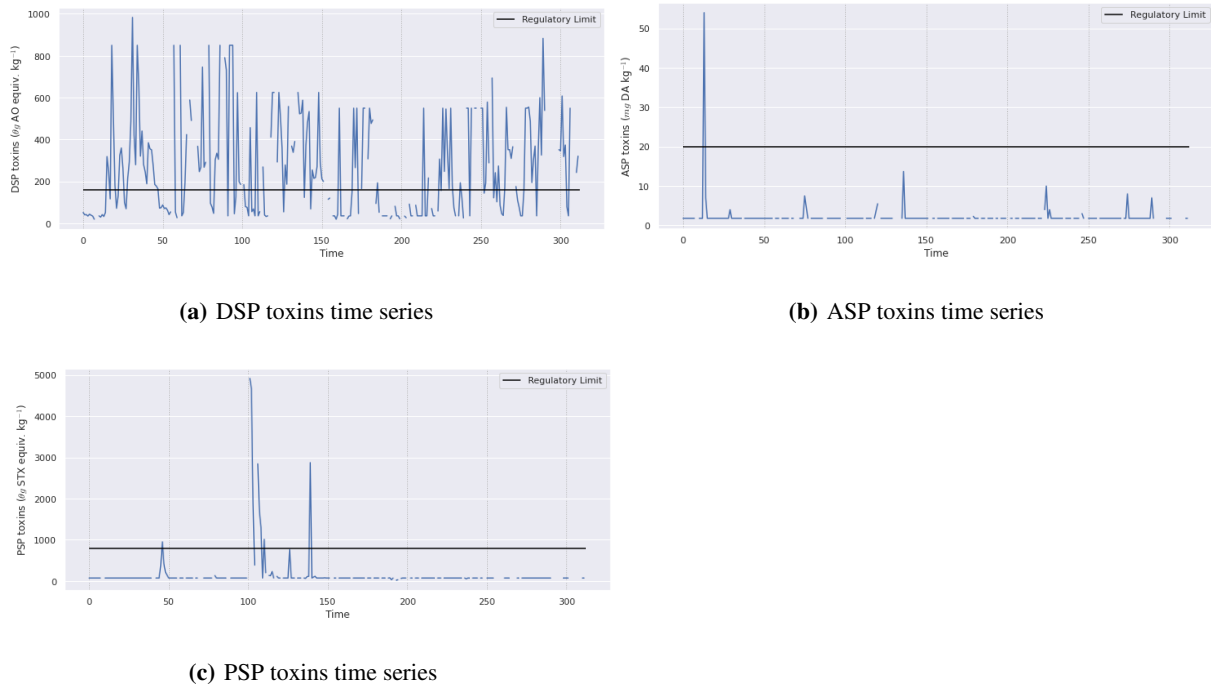 1000
800
600
400
200
0
DSP toxins (θg AO equiv. kg⁻¹)
Regulatory Limit
0 50 100 150 200 250 300
Time
(a) DSP toxins time series
50
40
30
20
10
0
ASP toxins (mg DA kg⁻¹)
Regulatory Limit
0 50 100 150 200 250 300
Time
(b) ASP toxins time series
5000
4000
3000
2000
1000
0
PSP toxins (θg STX equiv. kg⁻¹)
Regulatory Limit
0 50 100 150 200 250 300
Time
(c) PSP toxins time series